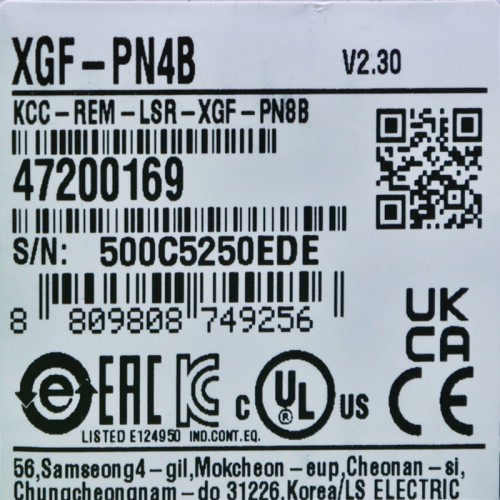 XGF-PN4B V2.30
KCC-REM-LSR-XGF-PN8B
47200169
S/N: 500C5250EDE
8 809808 749256
UK
CA
e EAC KC c UL ® US CE
LISTED E124950 IND.CONT.EQ.
56,Samseong4-gil,Mokcheon-eup,Cheonan-si,
Chungcheongnam-do 31226,Korea/LS ELECTRIC